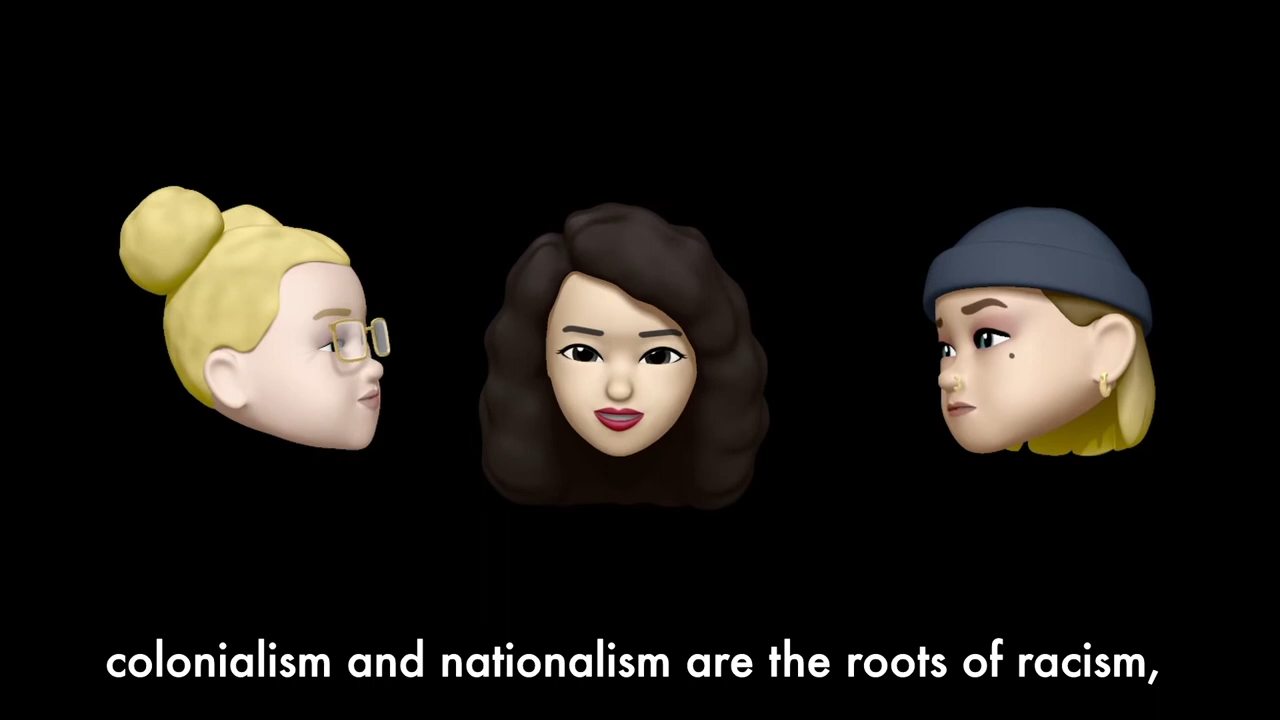 colonialism and nationalism are the roots of racism,